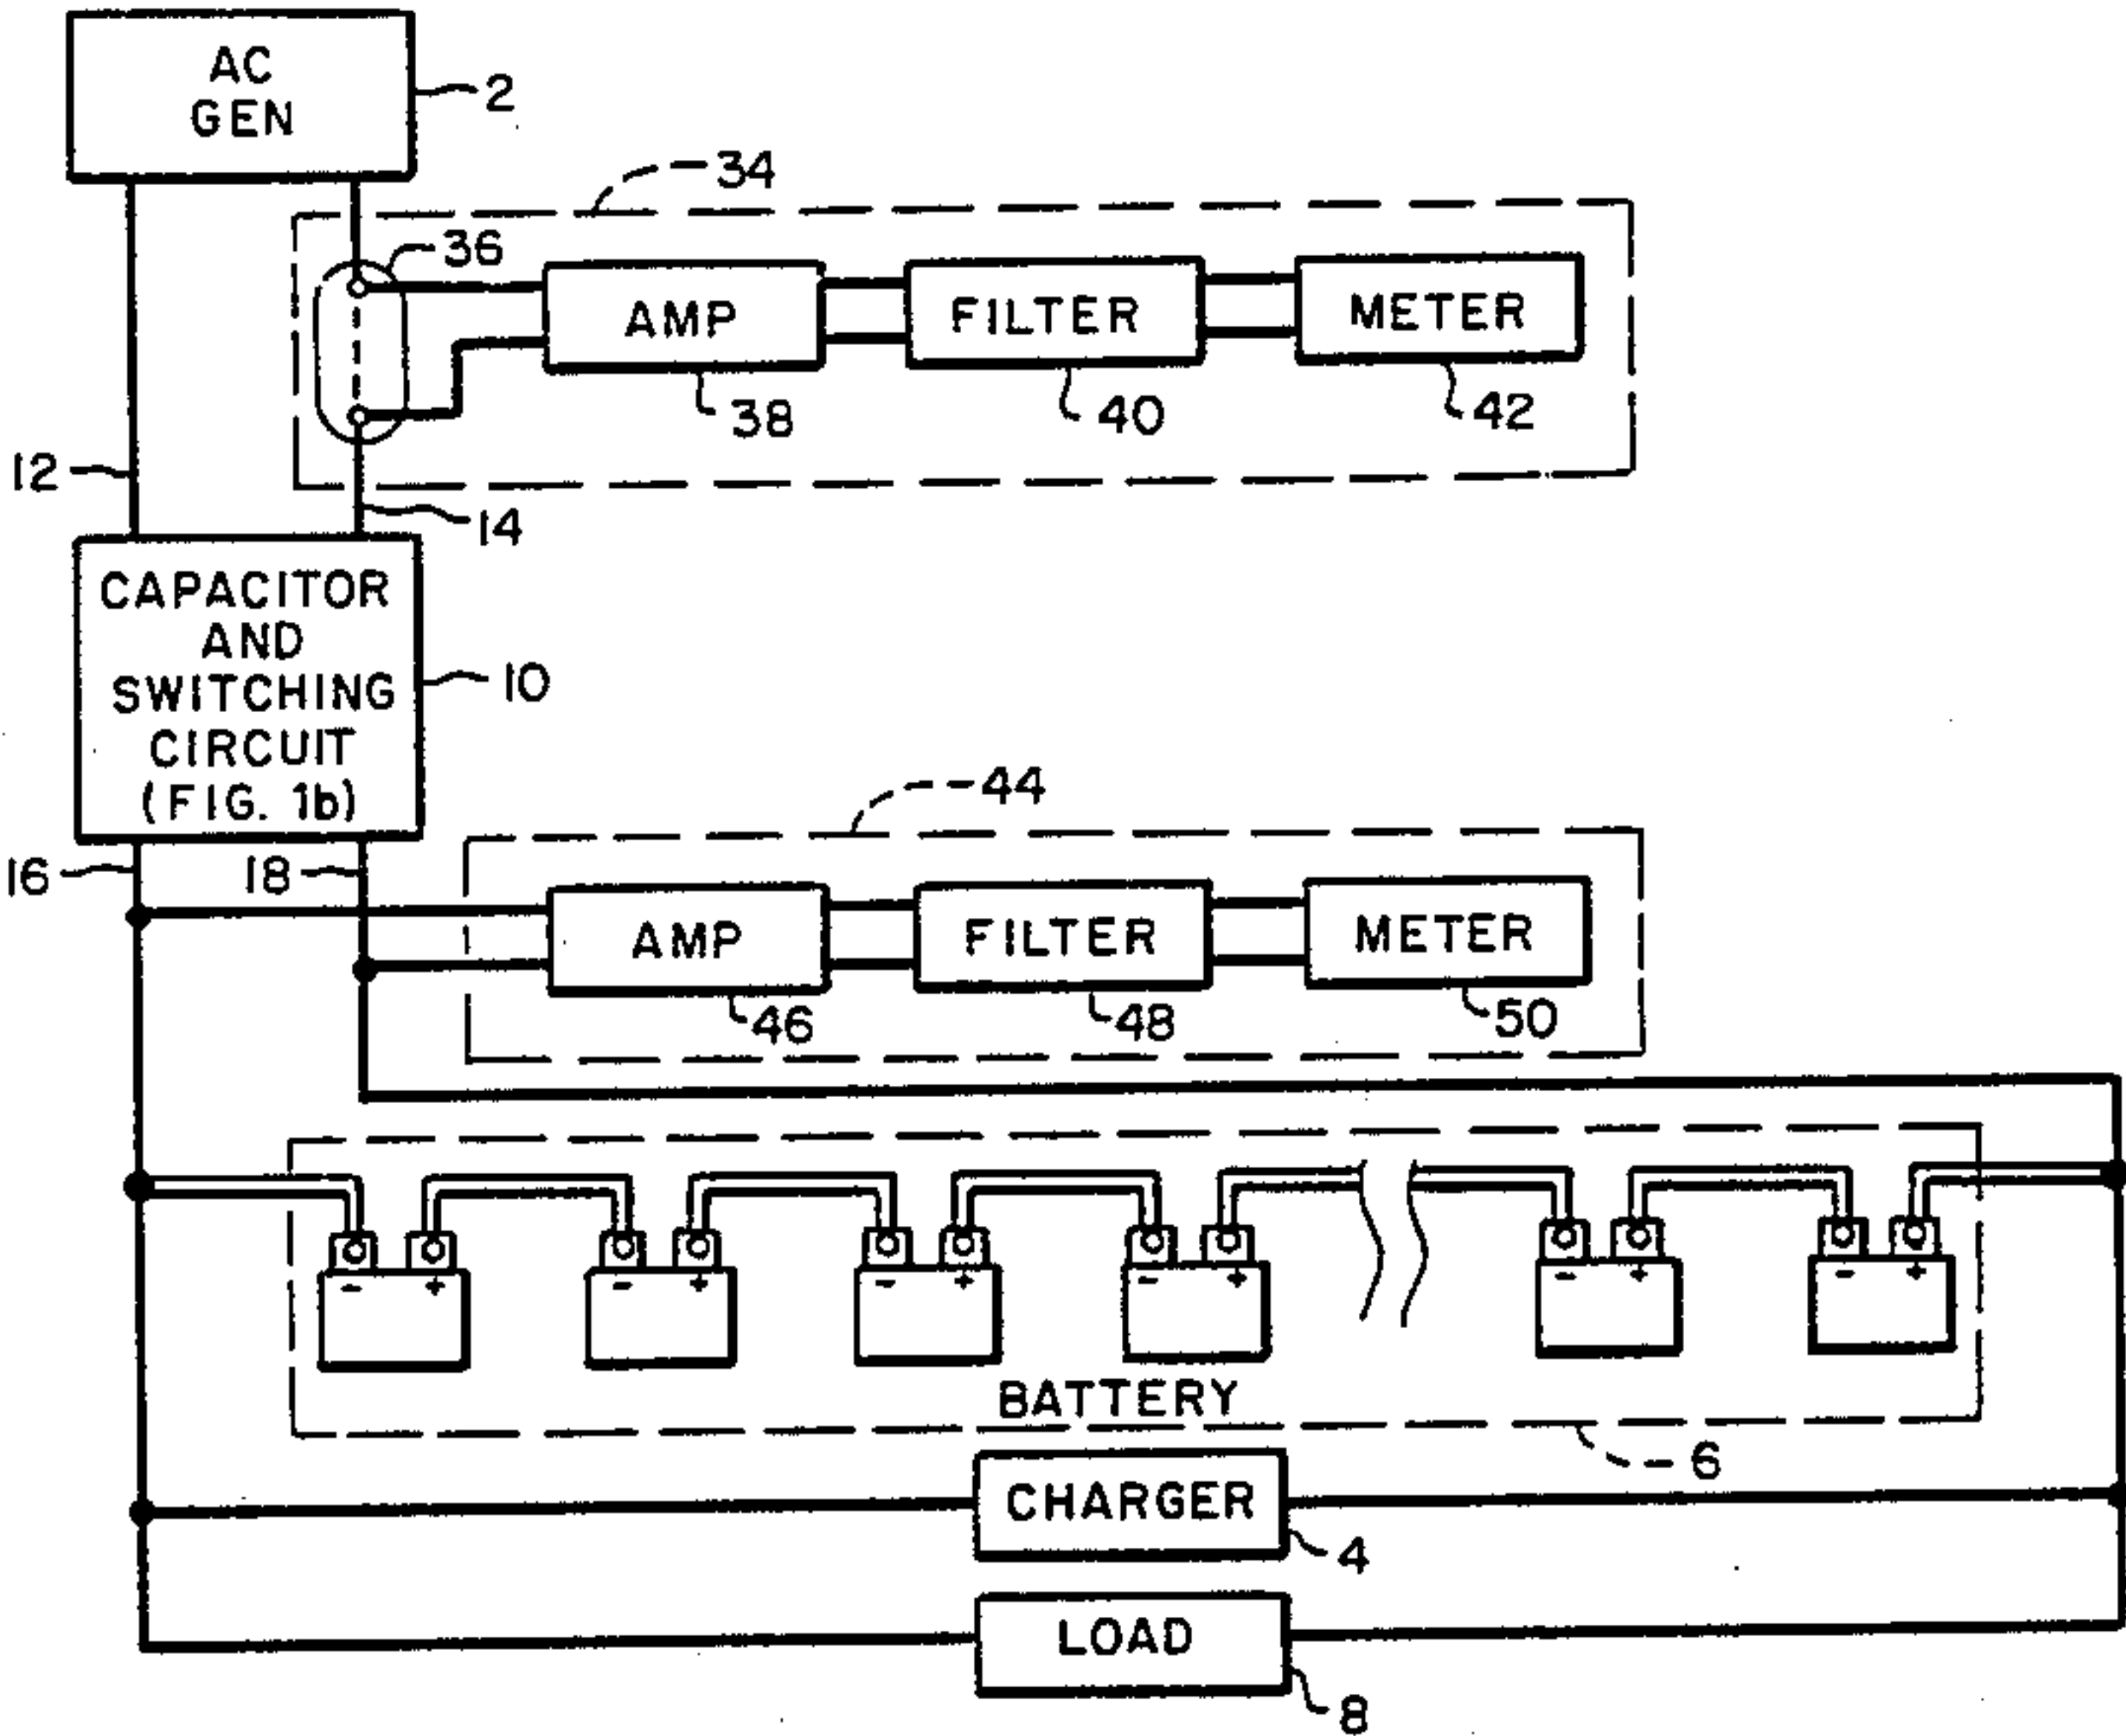 AC
GEN
2
34
36
AMP
FILTER
METER
38
40
42
12
14
CAPACITOR
AND
SWITCHING
CIRCUIT
(FIG. 1b)
10
44
16
18
AMP
FILTER
METER
46
48
50
- +
- +
- +
- +
- +
- +
BATTERY
6
CHARGER
4
LOAD
8